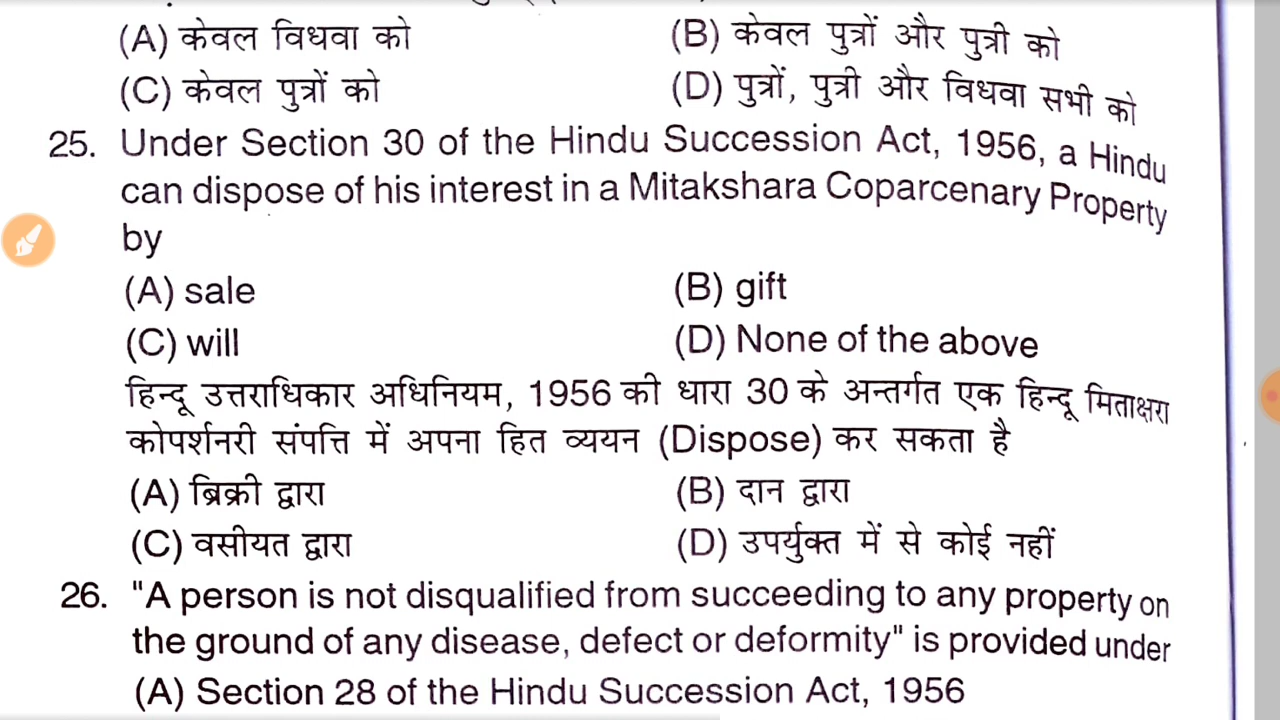 (A) केवल विधवा को (B) केवल पुत्रों और पुत्री को
(C) केवल पुत्रों को (D) पुत्रों, पुत्री और विधवा सभी को
25. Under Section 30 of the Hindu Succession Act, 1956, a Hindu
can dispose of his interest in a Mitakshara Coparcenary Property
by
(A) sale (B) gift
(C) will (D) None of the above
हिन्दू उत्तराधिकार अधिनियम, 1956 की धारा 30 के अन्तर्गत एक हिन्दू मिताक्षरा
कोपर्शनरी संपत्ति में अपना हित व्ययन (Dispose) कर सकता है
(A) ब्रिक्री द्वारा (B) दान द्वारा
(C) वसीयत द्वारा (D) उपर्युक्त में से कोई नहीं
26. "A person is not disqualified from succeeding to any property on
the ground of any disease, defect or deformity" is provided under
(A) Section 28 of the Hindu Succession Act, 1956